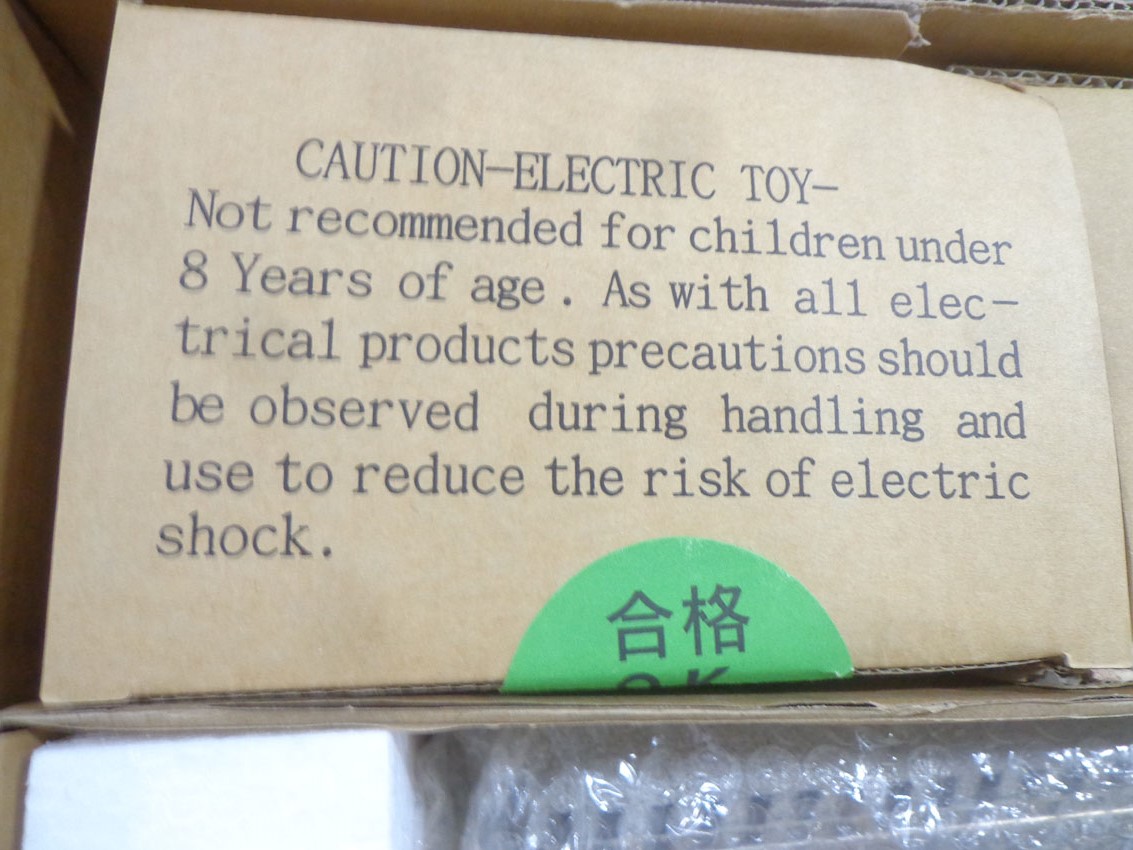 CAUTION-ELECTRIC TOY-
Not recommended for children under
8 Years of age. As with all elec-
trical products precautions should
be observed during handling and
use to reduce the risk of electric
shock.
合格
OK